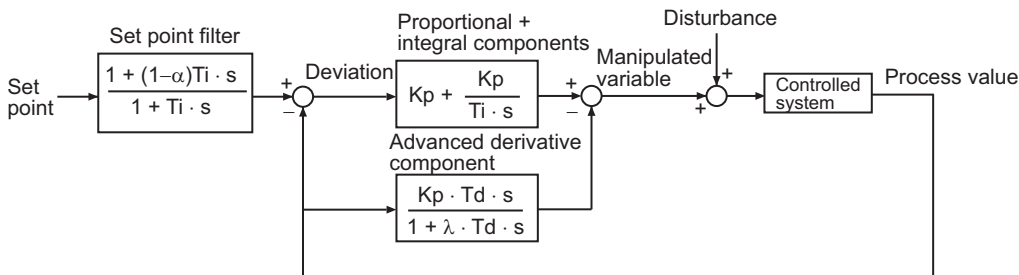 Disturbance
Proportional +
integral components
Set point filter
Manipulated
variable
Set
point
1 + (1–α)Ti · s
1 + Ti · s
+
–
Deviation
Kp +
Kp
Ti · s
+
–
+
+
Controlled
system
Process value
Advanced derivative
component
Kp · Td · s
1 + λ · Td · s